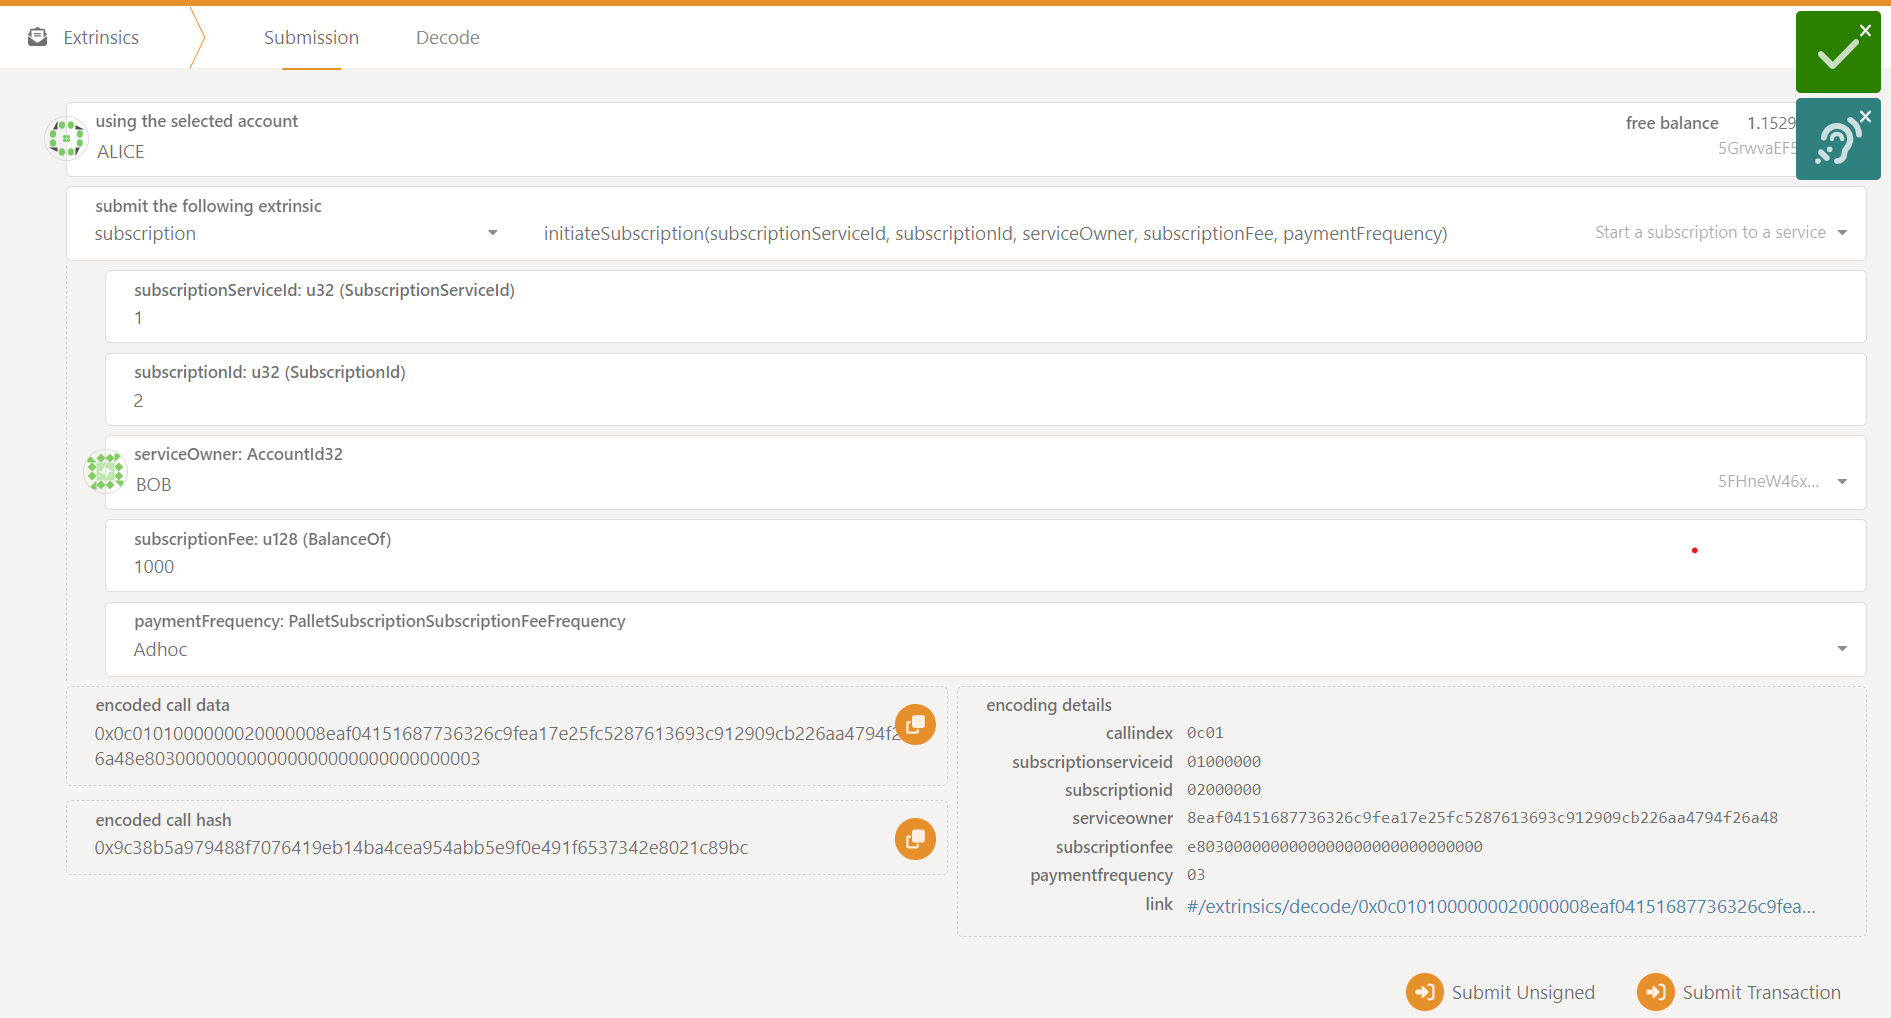 Extrinsics
Submission
Decode
using the selected account
ALICE
free balance 1.1529
5GrwvaEF5
submit the following extrinsic
subscription
initiateSubscription(subscriptionServiceId, subscriptionId, serviceOwner, subscriptionFee, paymentFrequency)
Start a subscription to a service
subscriptionServiceId: u32 (SubscriptionServiceId)
1
subscriptionId: u32 (SubscriptionId)
2
serviceOwner: AccountId32
BOB
5FHneW46x...
subscriptionFee: u128 (BalanceOf)
1000
paymentFrequency: PalletSubscriptionSubscriptionFeeFrequency
Adhoc
encoded call data
0x0c0101000000020000008eaf04151687736326c9fea17e25fc5287613693c912909cb226aa4794f2
6a48e803000000000000000000000000000003
encoded call hash
0x9c38b5a979488f7076419eb14ba4cea954abb5e9f0e491f6537342e8021c89bc
encoding details
callindex 0c01
subscriptionserviceid 01000000
subscriptionid 02000000
serviceowner 8eaf04151687736326c9fea17e25fc5287613693c912909cb226aa4794f26a48
subscriptionfee e8030000000000000000000000000000
paymentfrequency 03
link #/extrinsics/decode/0x0c0101000000020000008eaf04151687736326c9fea...
Submit Unsigned
Submit Transaction